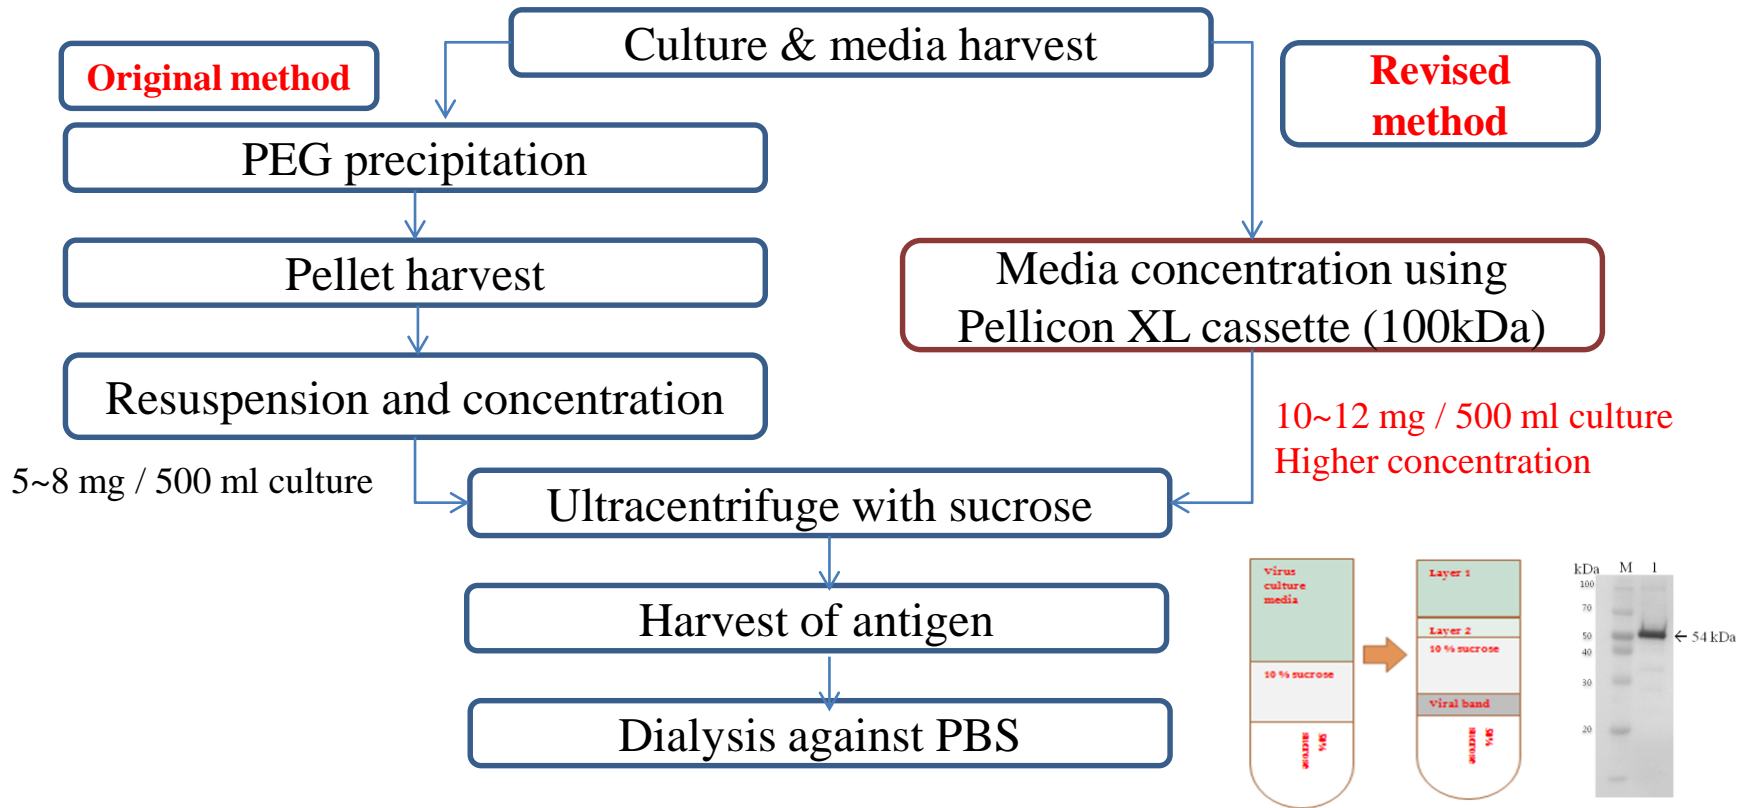 Culture & media harvest
Original method
Revised
method
PEG precipitation
Pellet harvest
Media concentration using
Pellicon XL cassette (100kDa)
Resuspension and concentration
10~12 mg / 500 ml culture
Higher concentration
5~8 mg / 500 ml culture
Ultracentrifuge with sucrose
Harvest of antigen
Dialysis against PBS
Virus
culture
media
10 % sucrose
sucrose
Layer 1
Layer 2
10 % sucrose
Viral band
sucrose
kDa M 1
100
70
50
40
30
20
← 54 kDa